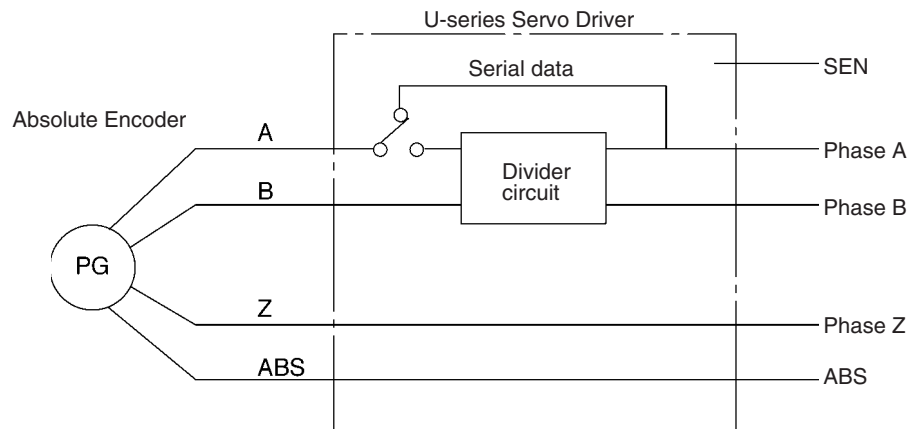 U-series Servo Driver
SEN
Serial data
Absolute Encoder
A
Phase A
Divider
circuit
B
Phase B
PG
Z
Phase Z
ABS
ABS